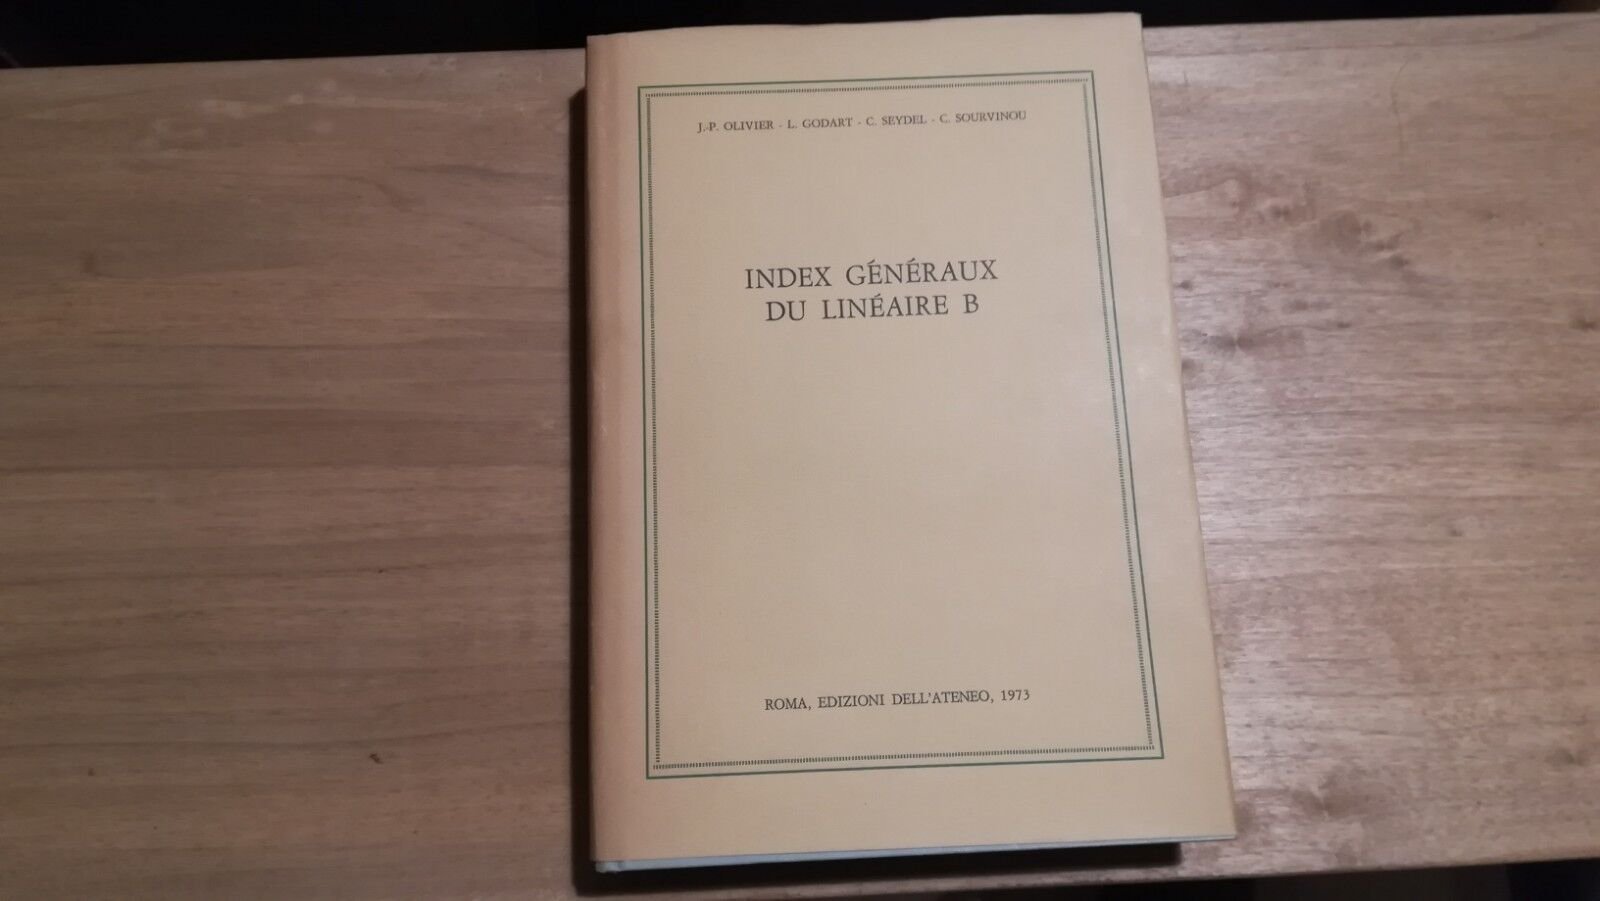 J.-P. OLIVIER - L. GODART - C. SEYDEL - C. SOURVINOU
INDEX GÉNÉRAUX
DU LINÉAIRE B
ROMA, EDIZIONI DELL'ATENEO, 1973